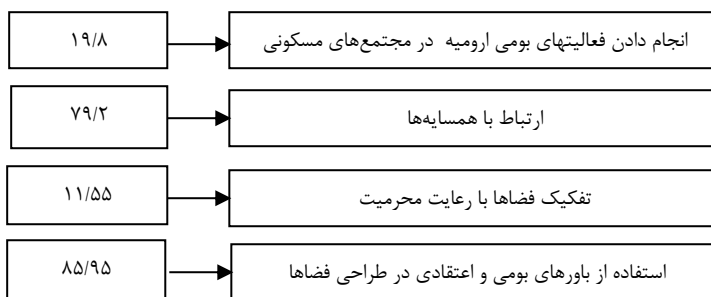 انجام دادن فعالیتهای بومی ارومیه در مجتمع‌های مسکونی
۱۹/۸
ارتباط با همسایه‌ها
۷۹/۲
تفکیک فضاها با رعایت محرمیت
۱۱/۵۵
استفاده از باورهای بومی و اعتقادی در طراحی فضاها
۸۵/۹۵